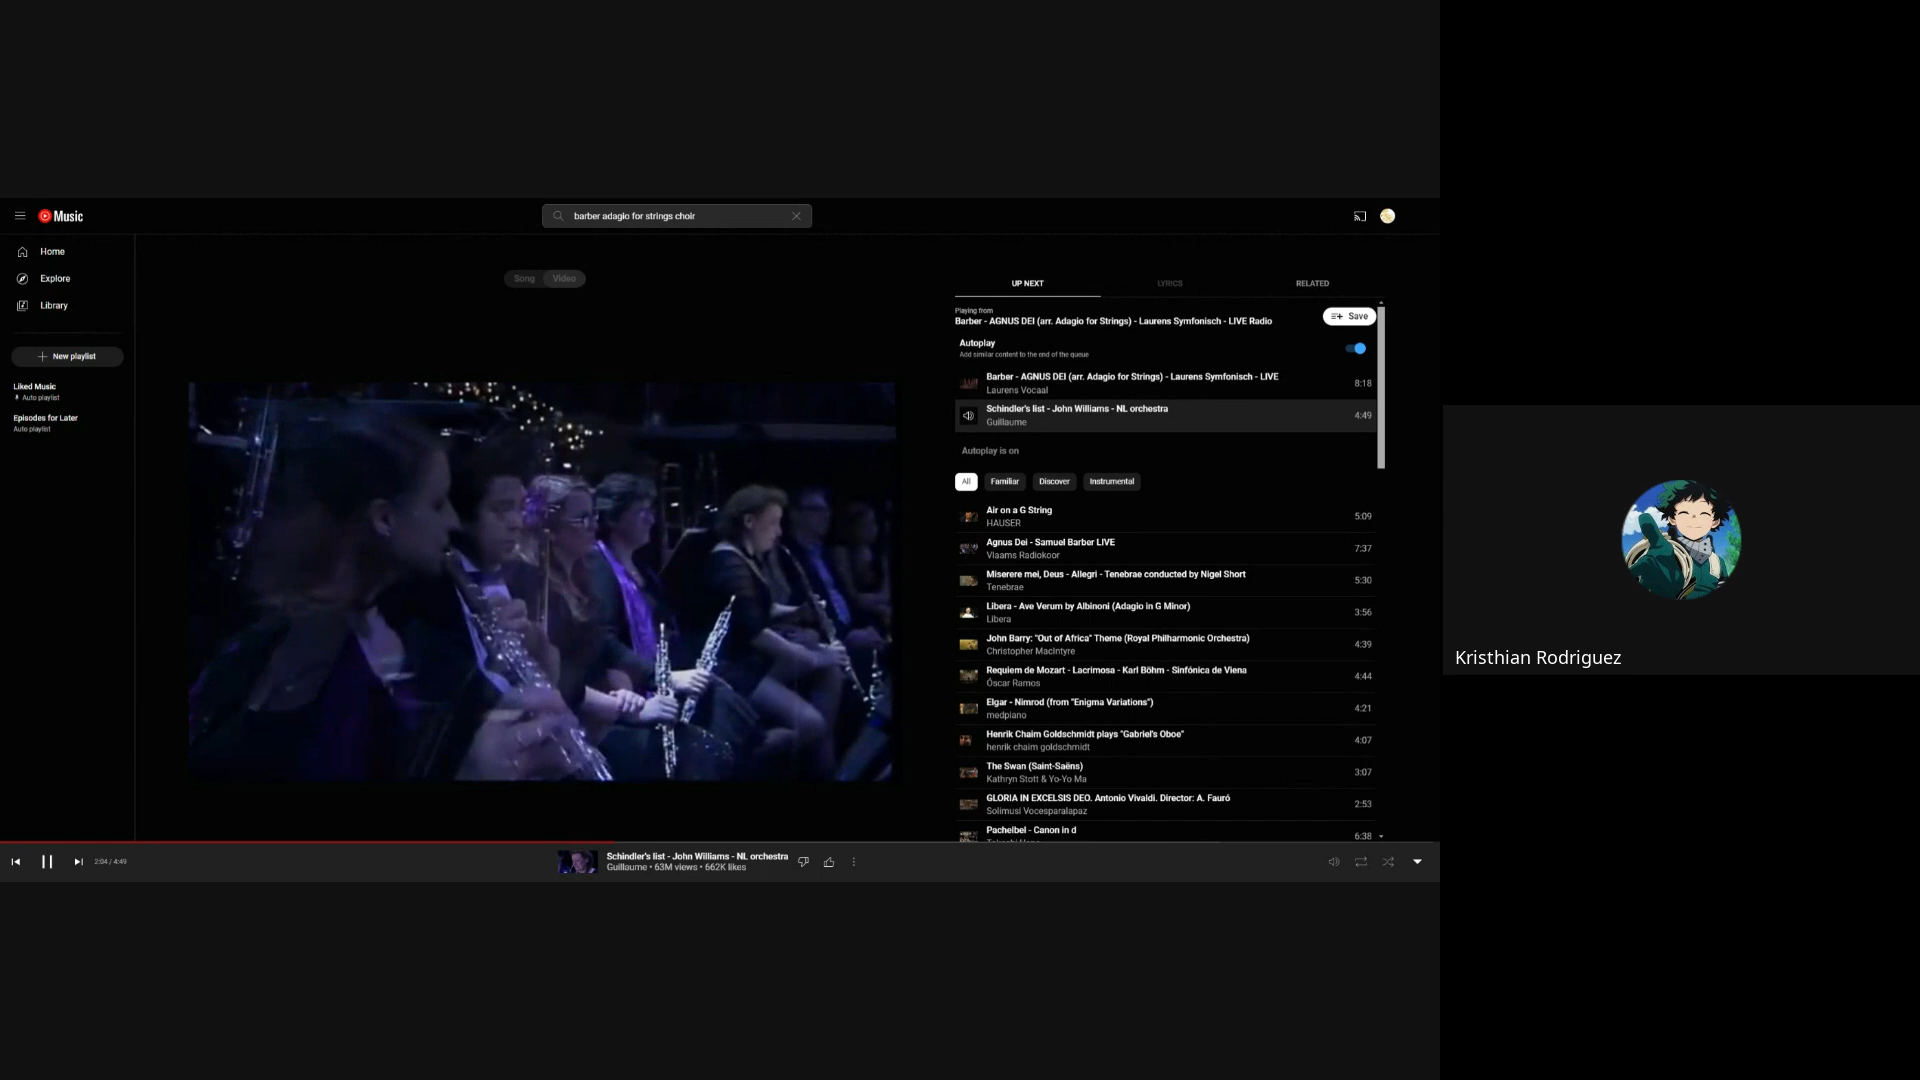 Music
barber adagio for strings choir
Home
Explore
Library
New playlist
Liked Music
Auto playlist
Episodes for Later
Auto playlist
Song
Video
UP NEXT
LYRICS
RELATED
Playing from
Barber - AGNUS DEI (arr. Adagio for Strings) - Laurens Symfonisch - LIVE Radio
Save
Autoplay
Add similar content to the end of the queue
Barber - AGNUS DEI (arr. Adagio for Strings) - Laurens Symfonisch - LIVE
Laurens Vocaal
8:18
Schindler's list - John Williams - NL orchestra
Guillaume
4:49
Autoplay is on
All
Familiar
Discover
Instrumental
Air on a G String
HAUSER
5:09
Agnus Dei - Samuel Barber LIVE
Vlaams Radiokoor
7:37
Miserere mei, Deus - Allegri - Tenebrae conducted by Nigel Short
Tenebrae
5:30
Libera - Ave Verum by Albinoni (Adagio in G Minor)
Libera
3:56
John Barry: "Out of Africa" Theme (Royal Philharmonic Orchestra)
Christopher MacIntyre
4:39
Requiem de Mozart - Lacrimosa - Karl Böhm - Sinfónica de Viena
Óscar Ramos
4:44
Elgar - Nimrod (from "Enigma Variations")
medpiano
4:21
Henrik Chaim Goldschmidt plays "Gabriel's Oboe"
henrik chaim goldschmidt
4:07
The Swan (Saint-Saëns)
Kathryn Stott & Yo-Yo Ma
3:07
GLORIA IN EXCELSIS DEO. Antonio Vivaldi. Director: A. Fauró
Solimusi Vocesparalapaz
2:53
Pachelbel - Canon in d
6:38
2:04 / 4:49
Schindler's list - John Williams - NL orchestra
Guillaume • 63M views • 662K likes
Kristhian Rodriguez